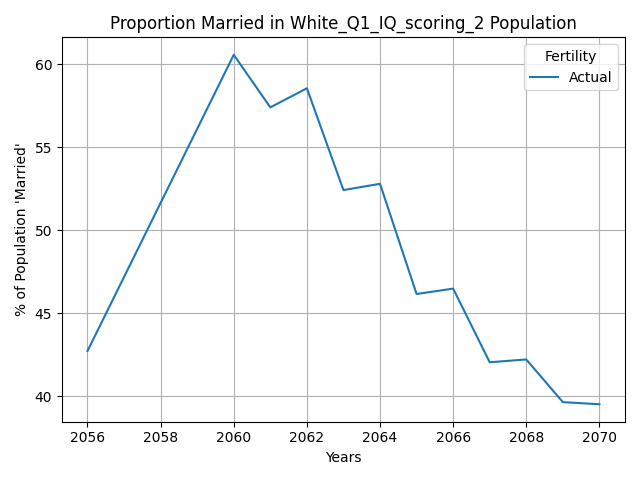 Proportion Married in White_Q1_IQ_scoring_2 Population
Fertility
Actual
60
55
50
45
40
% of Population 'Married'
2056 2058 2060 2062 2064 2066 2068 2070
Years